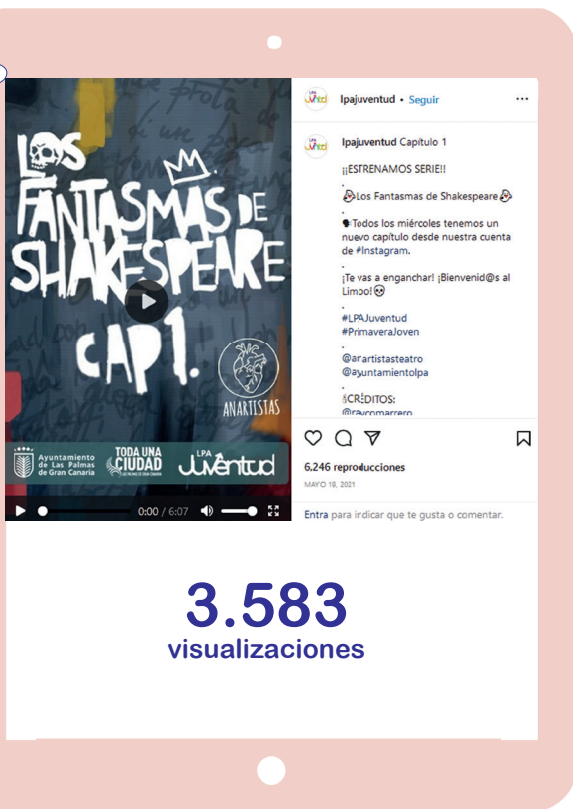 LOS
FANTASMAS DE
SHAKESPEARE
CAP 1.
ANARTISTAS
Ayuntamiento
de Las Palmas
de Gran Canaria
TODA UNA
CIUDAD
LPA
Juventud
0:00 / 6:07
lpajuventud • Seguir
lpajuventud Capítulo 1
¡¡ESTRENAMOS SERIE!!
.
👻Los Fantasmas de Shakespeare👻
.
🗣Todos los miércoles tenemos un
nuevo capítulo desde nuestra cuenta
de #Instagram.
.
¡Te vas a enganchar! ¡Bienvenid@s al
Limbo!💀
.
#LPAJuventud
#PrimaveraJoven
.
@anartistasteatro
@ayuntamientolpa
.
CRÉDITOS:
@raycomarrero
6.246 reproducciones
MAYO 19, 2021
Entra para indicar que te gusta o comentar.
3.583
visualizaciones